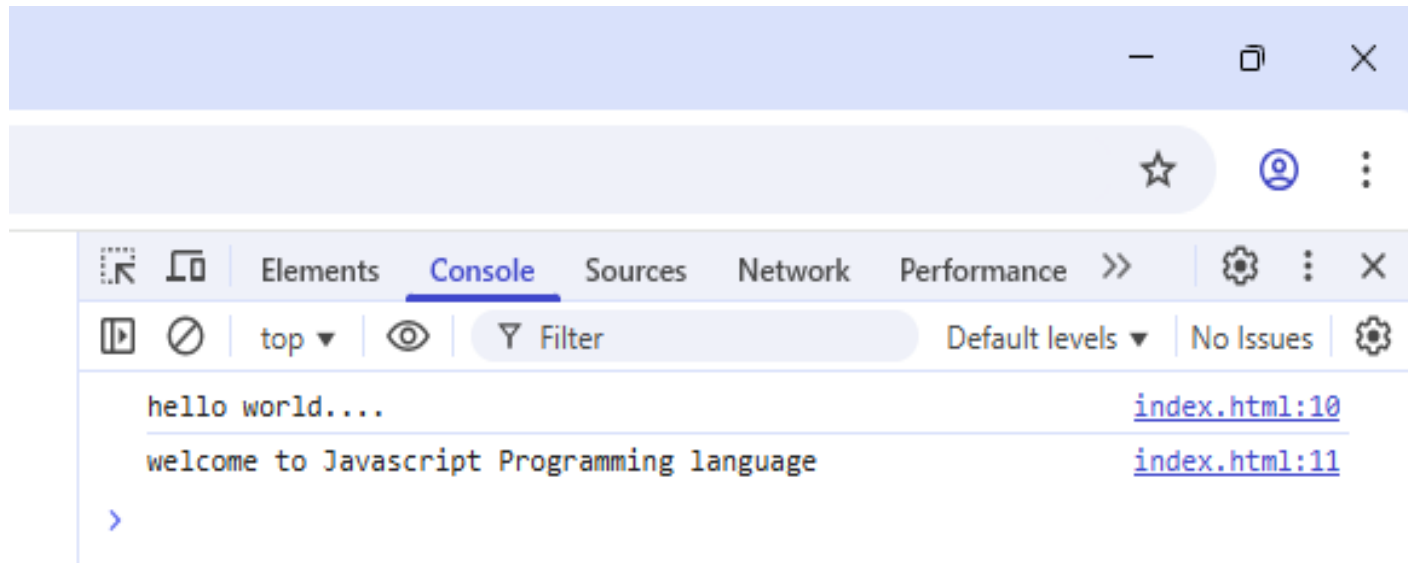 Elements Console Sources Network Performance
top Filter Default levels No Issues
hello world.... index.html:10
welcome to Javascript Programming language index.html:11